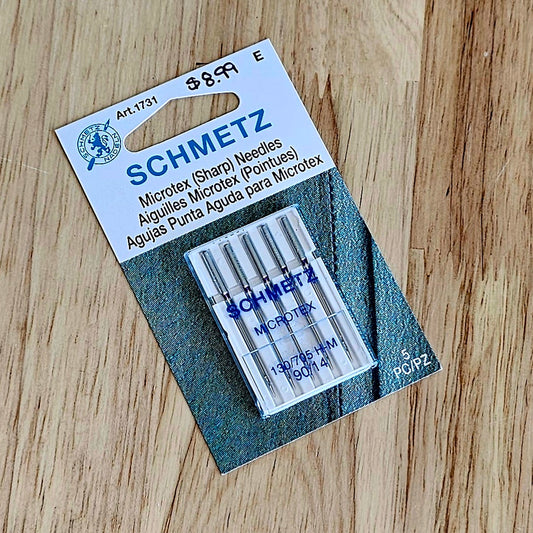 $8.99
Art.1731
E
SCHMETZ
SCHMETZ
Microtex (Sharp) Needles
Aiguilles Microtex (Pointues)
Agujas Punta Aguda para Microtex
SCHMETZ
MICROTEX
130/705 H-M
90/14
5
PC/PZ